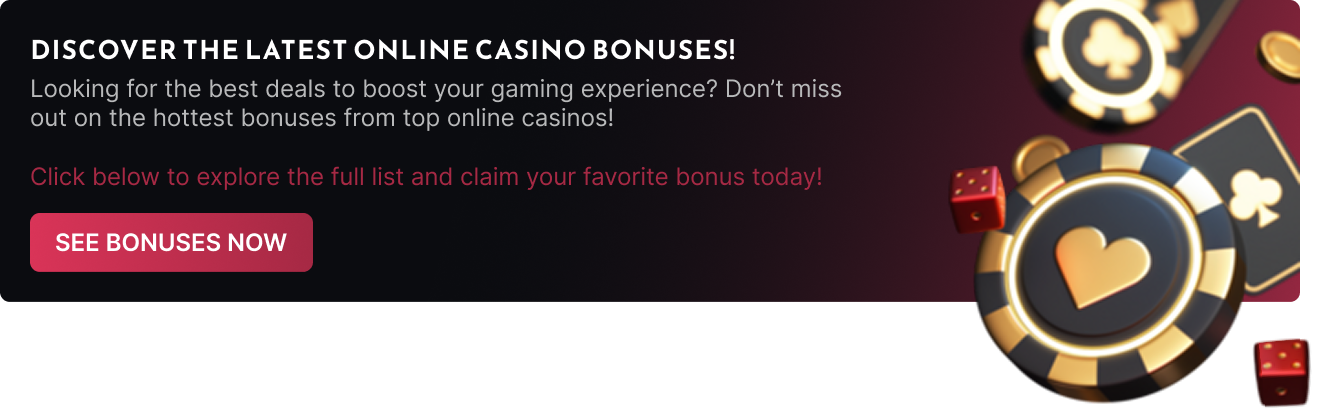 DISCOVER THE LATEST ONLINE CASINO BONUSES!
Looking for the best deals to boost your gaming experience? Don’t miss
out on the hottest bonuses from top online casinos!
Click below to explore the full list and claim your favorite bonus today!
SEE BONUSES NOW